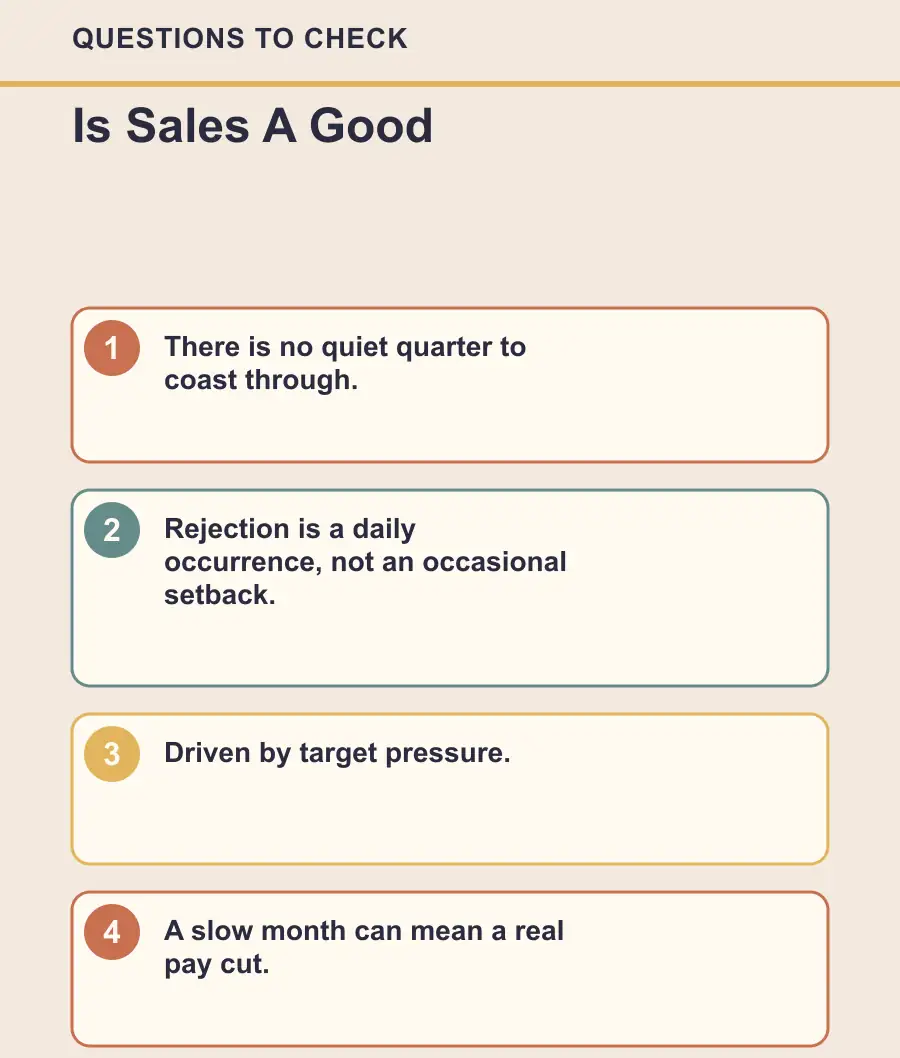 QUESTIONS TO CHECK
Is Sales A Good
1
There is no quiet quarter to
coast through.
2
Rejection is a daily
occurrence, not an occasional
setback.
3
Driven by target pressure.
4
A slow month can mean a real
pay cut.